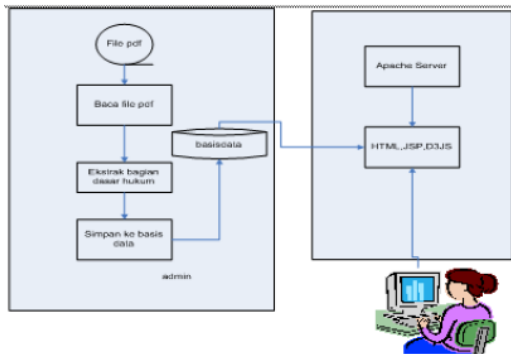 File pdf
Baca file pdf
Ekstrak bagian
dasar hukum
Simpan ke basis
data
admin
basisdata
Apache Server
HTML,JSP,D3JS